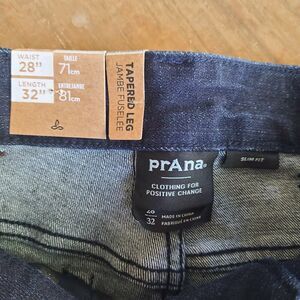 WAIST TAILLE
28" 71cm
LENGTH ENTREJAMBE
32" 81cm
TAPERED LEG
JAMBE FUSELÉE
prAna
CLOTHING FOR
POSITIVE CHANGE
28
32
MADE IN CHINA
FABRIQUÉ EN CHINE
SLIM FIT